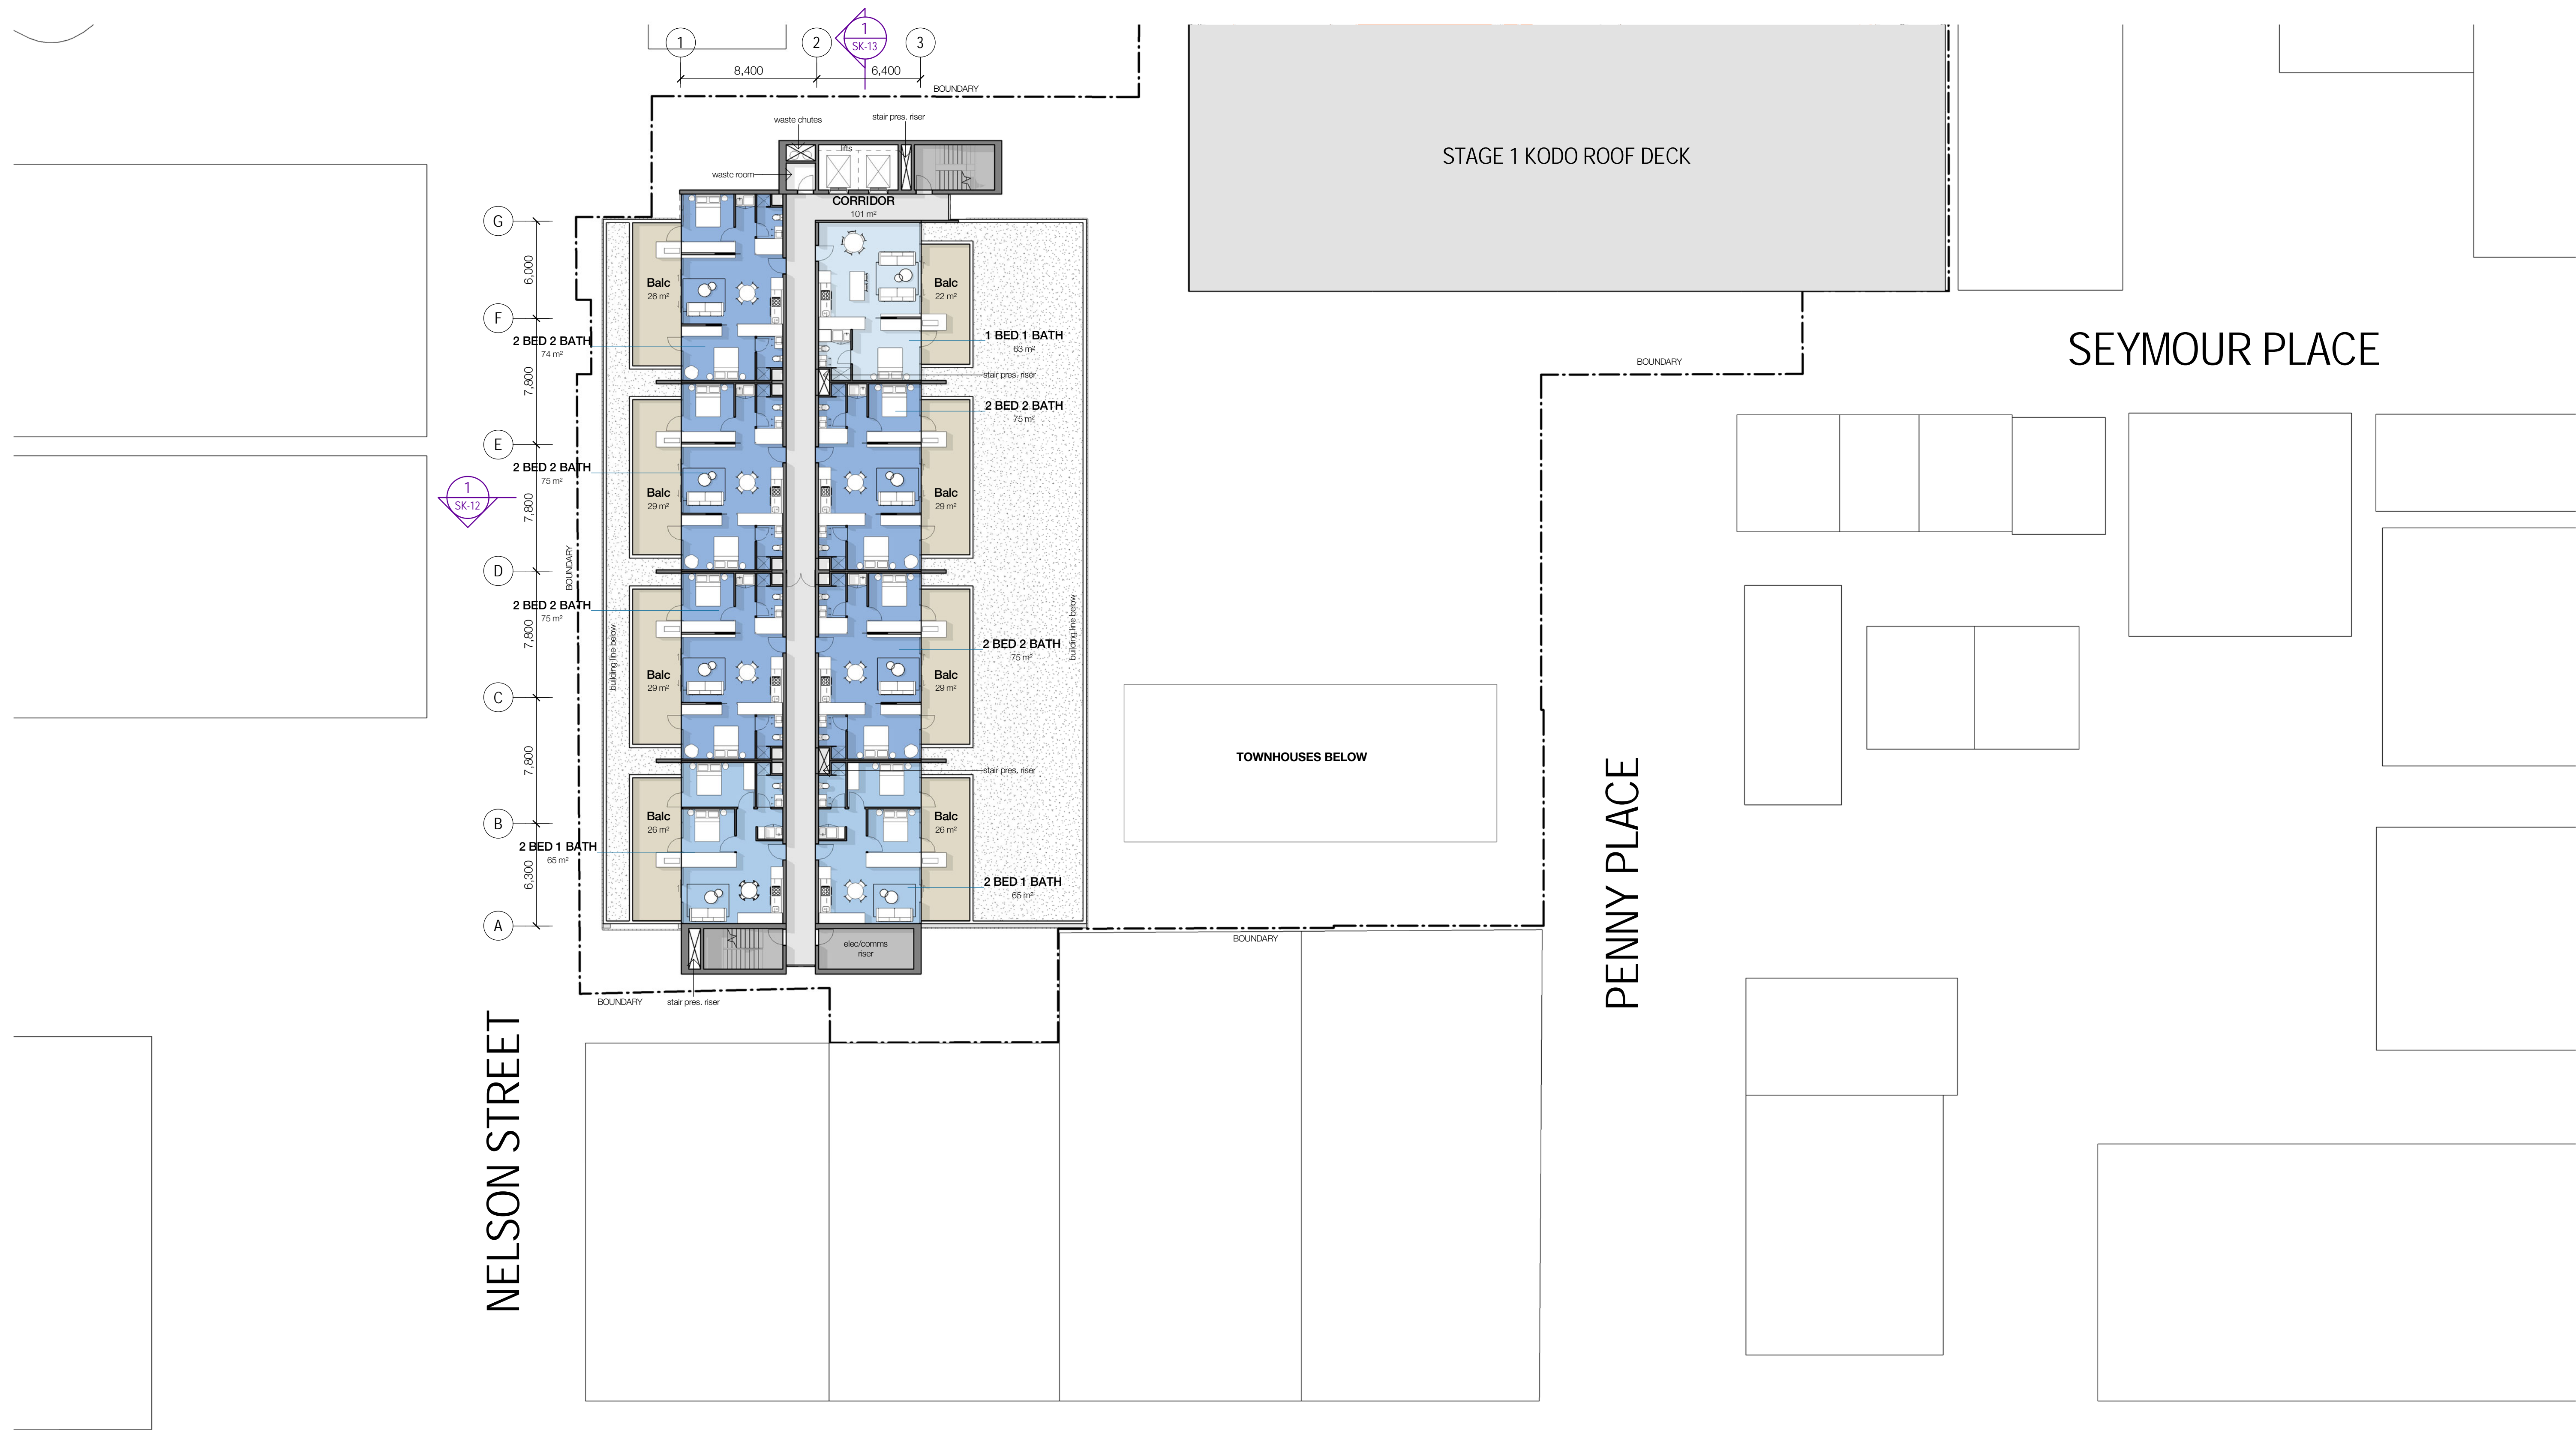 1
2
1
SK-13
3
8,400
6,400
BOUNDARY
waste chutes
stair pres. riser
lifts
STAGE 1 KODO ROOF DECK
waste room
CORRIDOR
101 m²
G
6,000
Balc
26 m²
Balc
22 m²
F
2 BED 2 BATH
74 m²
1 BED 1 BATH
63 m²
SEYMOUR PLACE
BOUNDARY
7,800
stair pres. riser
2 BED 2 BATH
75 m²
E
2 BED 2 BATH
75 m²
1
SK-12
7,800
Balc
29 m²
Balc
29 m²
BOUNDARY
D
2 BED 2 BATH
75 m²
7,800
building line below
building line below
2 BED 2 BATH
75 m²
Balc
29 m²
Balc
29 m²
C
7,800
stair pres. riser
TOWNHOUSES BELOW
B
Balc
26 m²
Balc
26 m²
2 BED 1 BATH
65 m²
6,300
2 BED 1 BATH
65 m²
PENNY PLACE
A
elec/comms
riser
BOUNDARY
BOUNDARY
stair pres. riser
NELSON STREET